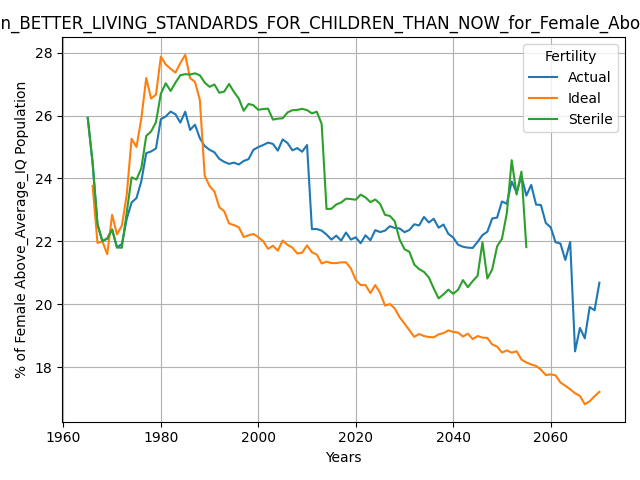 n_BETTER_LIVING_STANDARDS_FOR_CHILDREN_THAN_NOW_for_Female_Abo
Fertility
Actual
Ideal
Sterile
% of Female Above_Average_IQ Population
28
26
24
22
20
18
1960
1980
2000
2020
2040
2060
Years